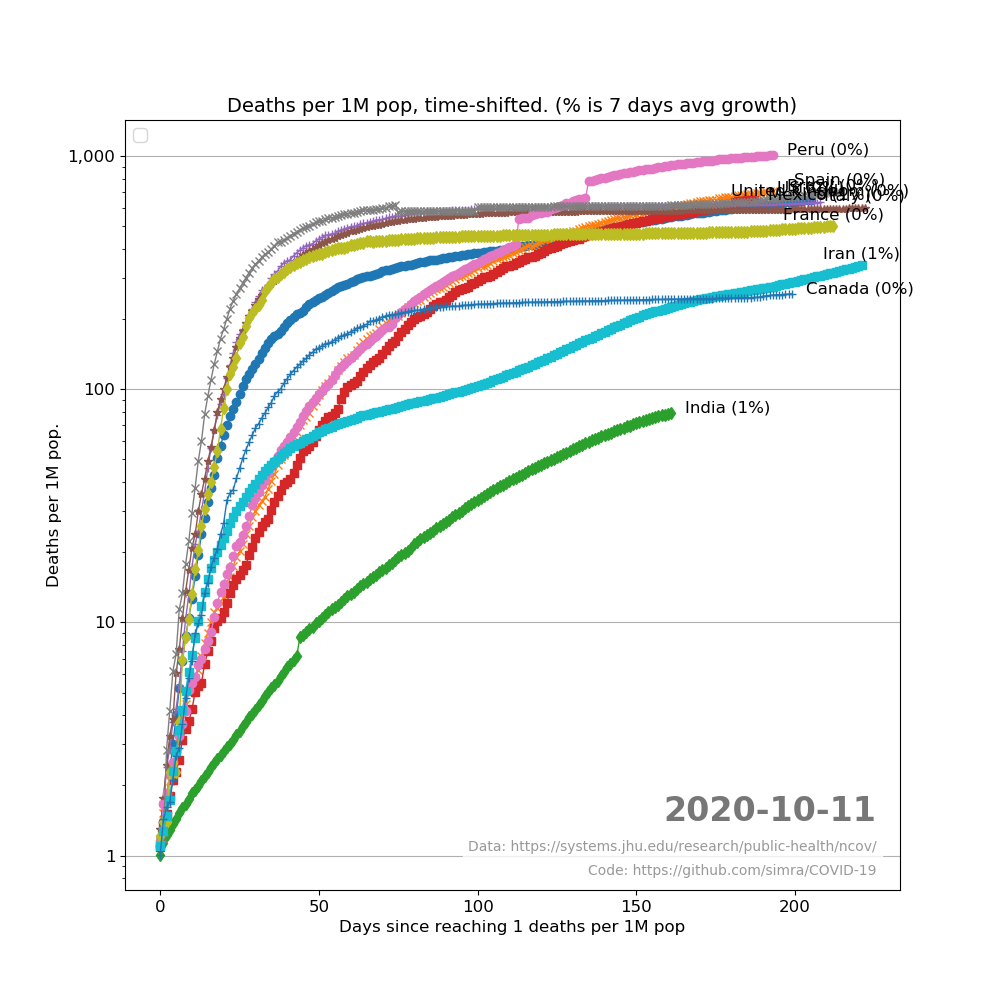 Deaths per 1M pop, time-shifted. (% is 7 days avg growth)
Deaths per 1M pop.
1,000
100
10
1
Peru (0%)
Spain (0%)
France (0%)
Iran (1%)
Canada (0%)
India (1%)
2020-10-11
Data: https://systems.jhu.edu/research/public-health/ncov/
Code: https://github.com/simra/COVID-19
0
50
100
150
200
Days since reaching 1 deaths per 1M pop